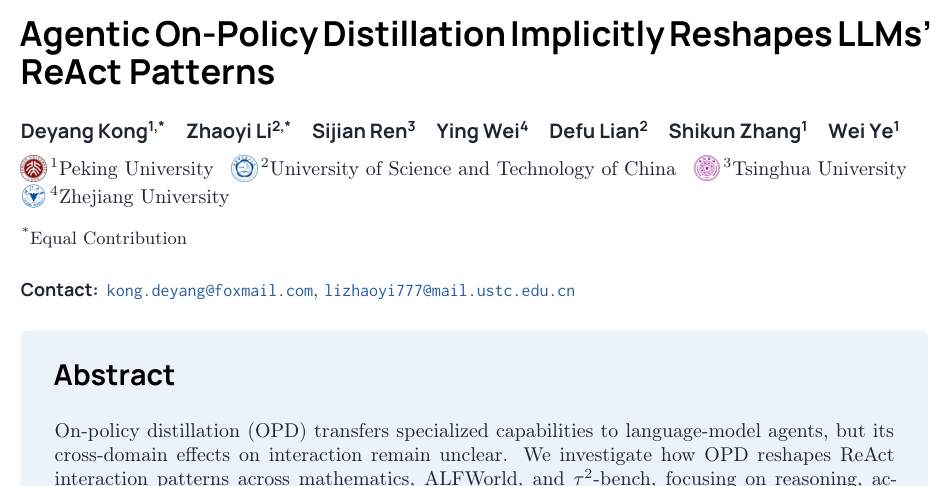 Agentic On-Policy Distillation Implicitly Reshapes LLMs'
ReAct Patterns
Deyang Kong¹,* Zhaoyi Li²,* Sijian Ren³ Ying Wei⁴ Defu Lian² Shikun Zhang¹ Wei Ye¹
¹Peking University ²University of Science and Technology of China ³Tsinghua University
⁴Zhejiang University
*Equal Contribution
Contact: kong.deyang@foxmail.com, lizhaoyi777@mail.ustc.edu.cn
Abstract
On-policy distillation (OPD) transfers specialized capabilities to language-model agents, but its
cross-domain effects on interaction remain unclear. We investigate how OPD reshapes ReAct
interaction patterns across mathematics, ALFWorld, and τ²-bench, focusing on reasoning, ac-